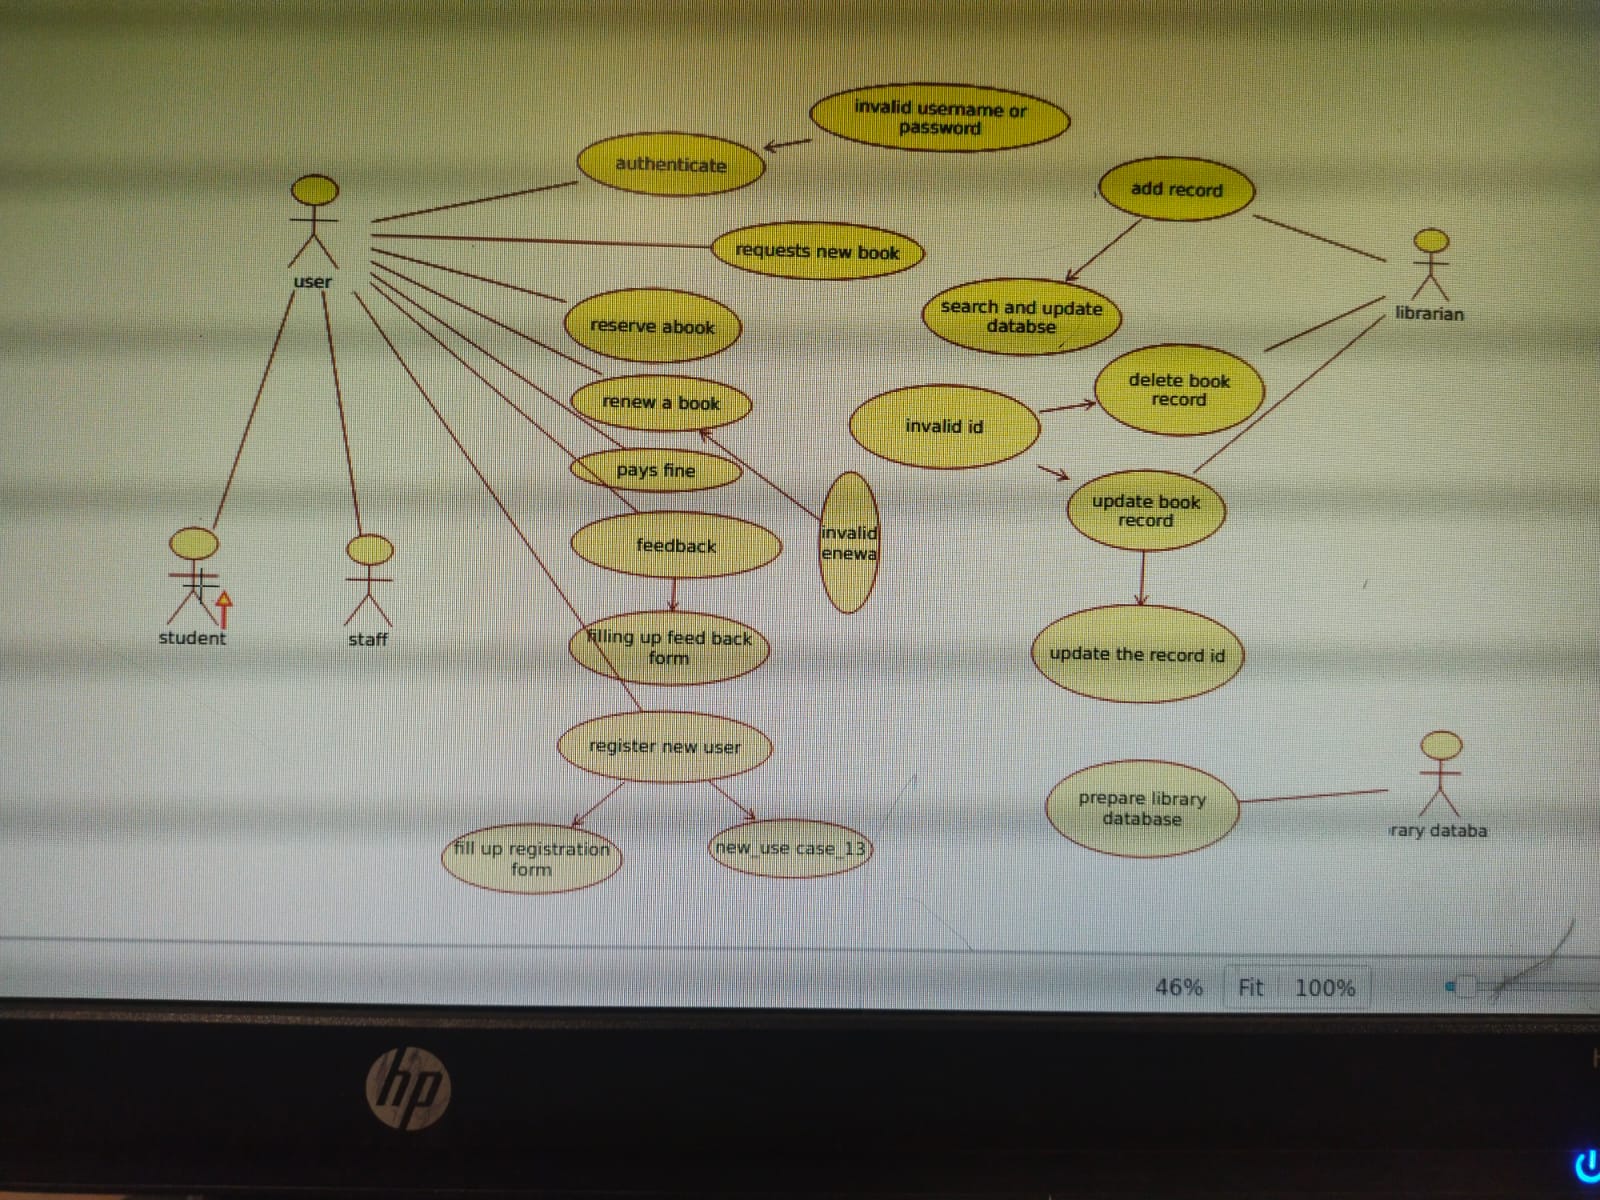 invalid username or
password
authenticate
add record
requests new book
user
librarian
search and update
databse
reserve abook
delete book
record
renew a book
invalid id
pays fine
update book
record
invalid
enewa
feedback
student
staff
filling up feed back
form
update the record id
register new user
prepare library
database
rary databa
fill up registration
form
new_use case_13
46%
Fit
100%
hp